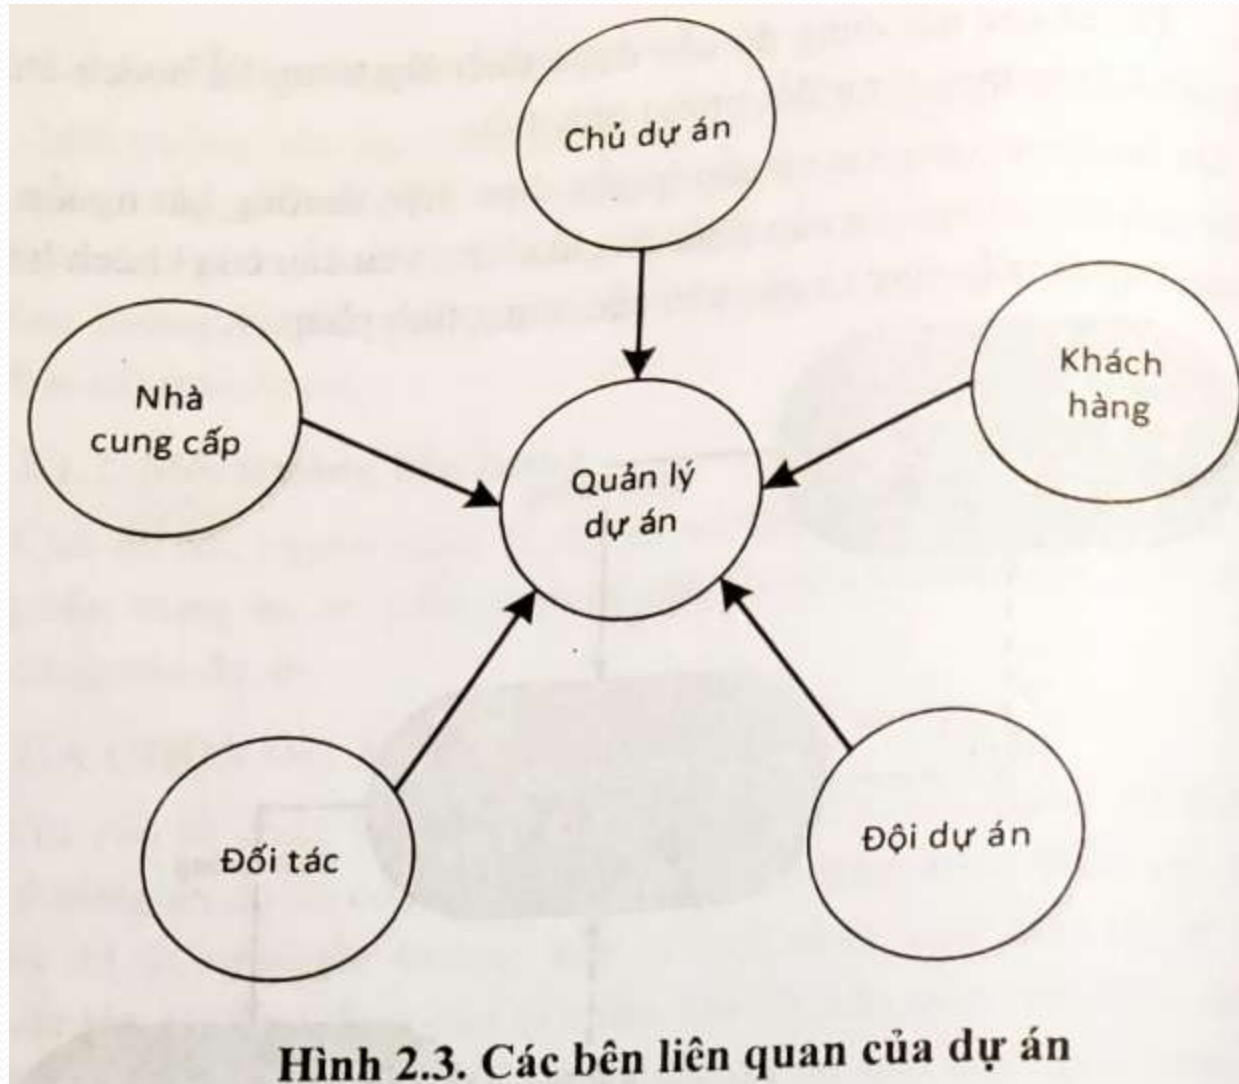 Chủ dự án
Nhà
cung cấp
Khách
hàng
Quản lý
dự án
Đối tác
Đội dự án
Hình 2.3. Các bên liên quan của dự án